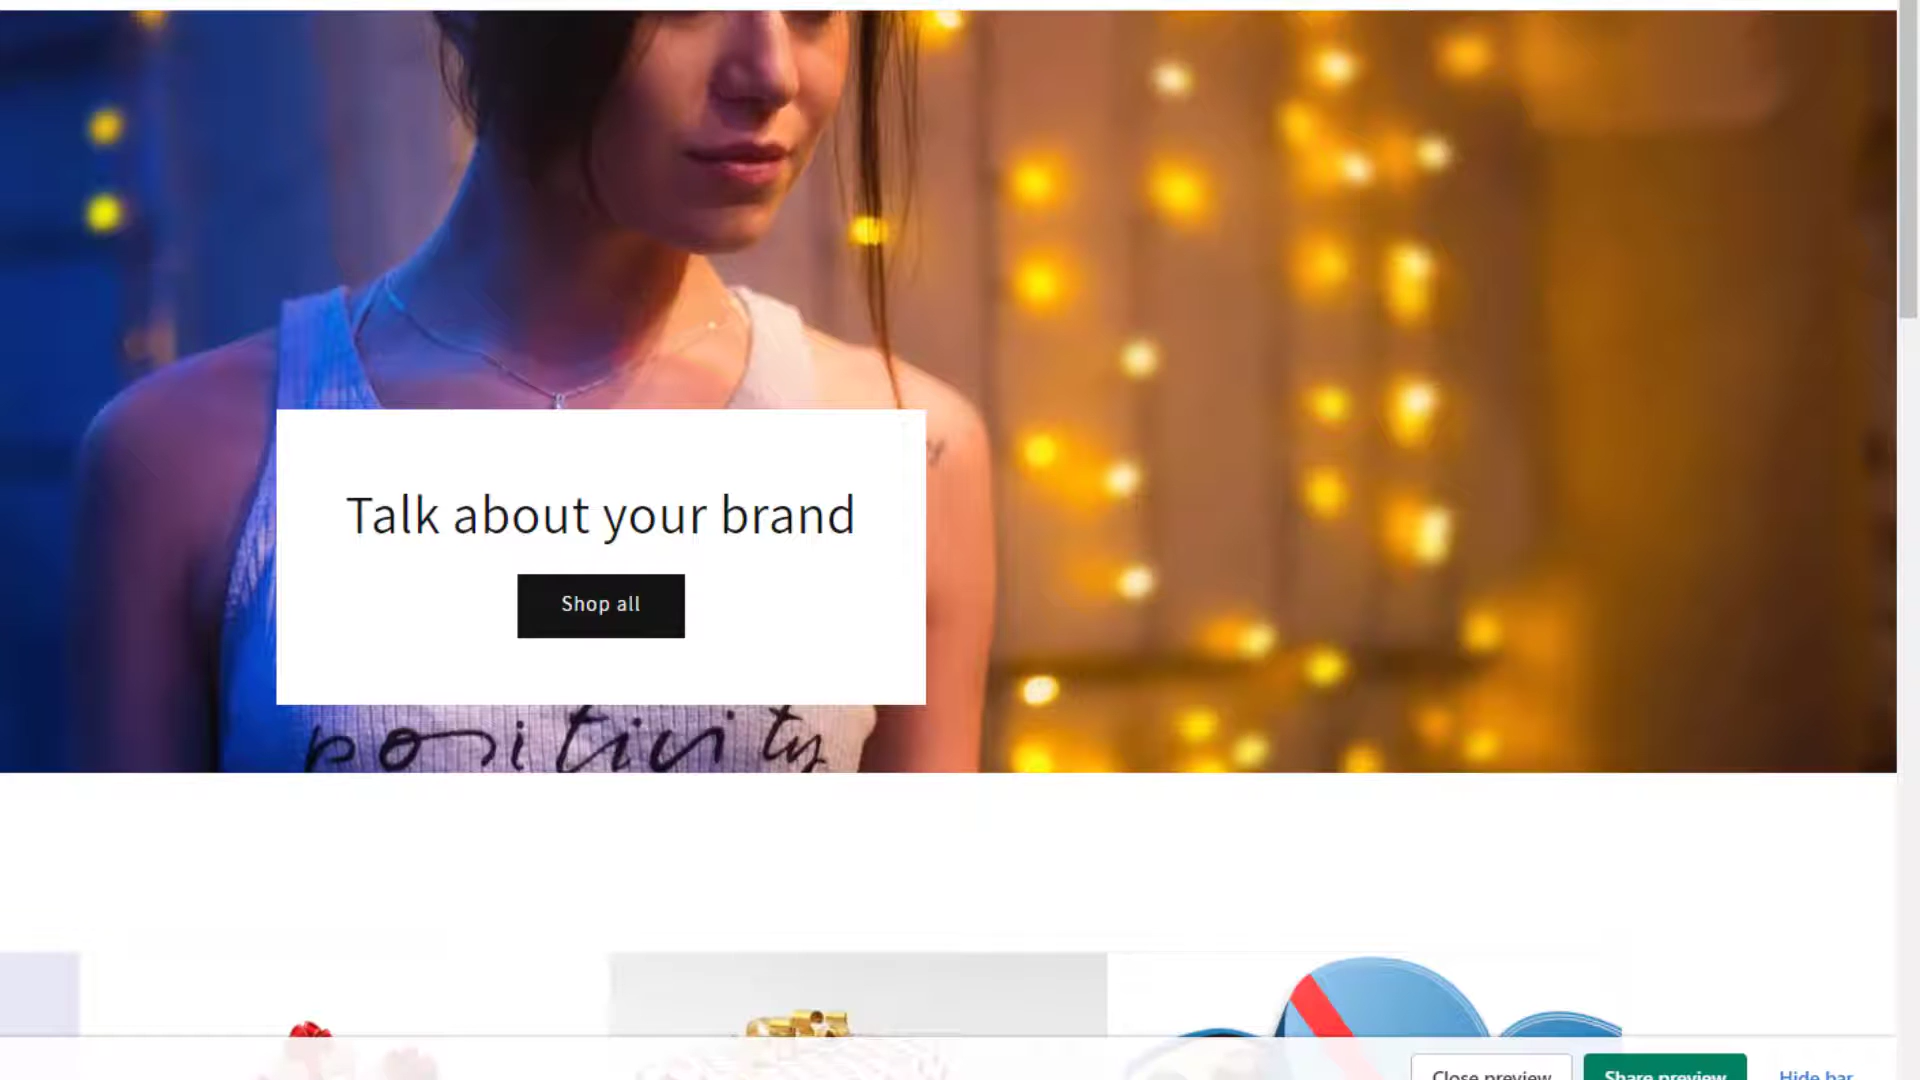 Talk about your brand
Shop all
positivity
Close preview
Share preview
Hide bar